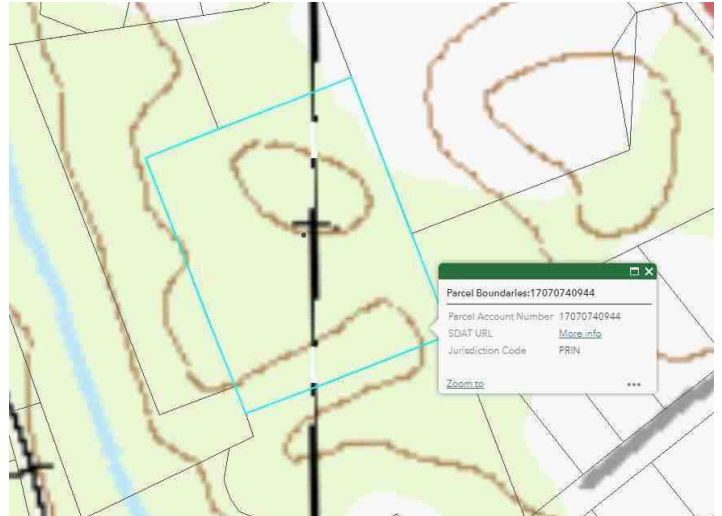 Parcel Boundaries:17070740944
Parcel Account Number 17070740944
SDAT URL More info
Jurisdiction Code PRIN
Zoom to